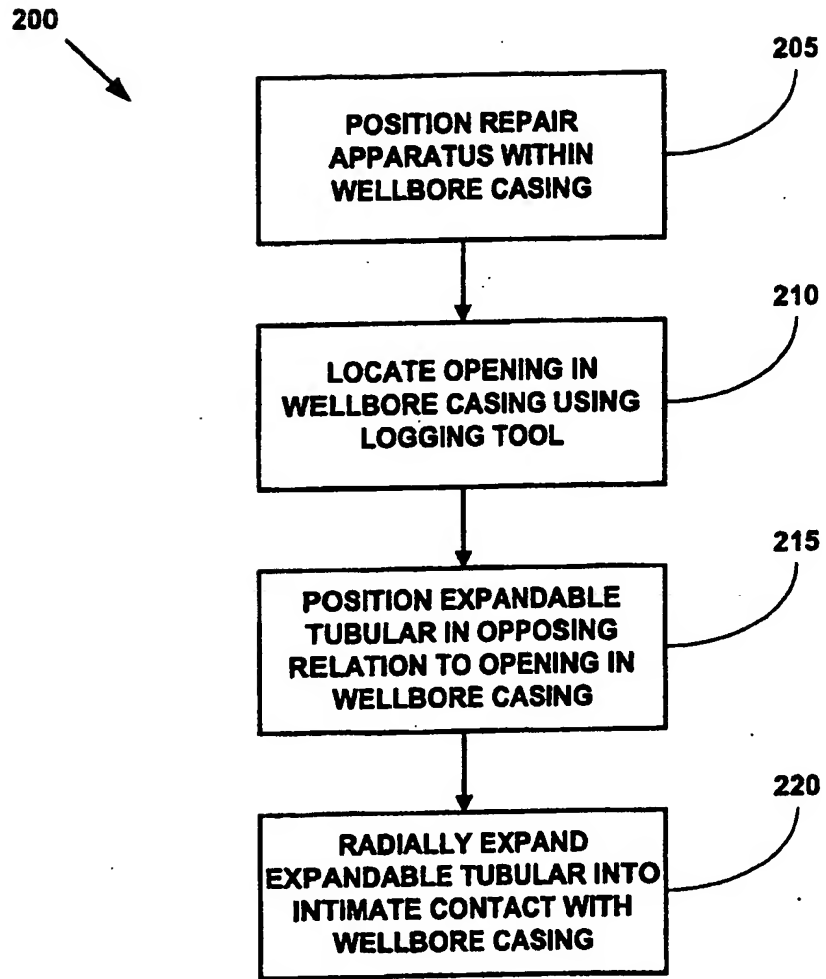 200
205
POSITION REPAIR
APPARATUS WITHIN
WELLBORE CASING
210
LOCATE OPENING IN
WELLBORE CASING USING
LOGGING TOOL
215
POSITION EXPANDABLE
TUBULAR IN OPPOSING
RELATION TO OPENING IN
WELLBORE CASING
220
RADIALLY EXPAND
EXPANDABLE TUBULAR INTO
INTIMATE CONTACT WITH
WELLBORE CASING